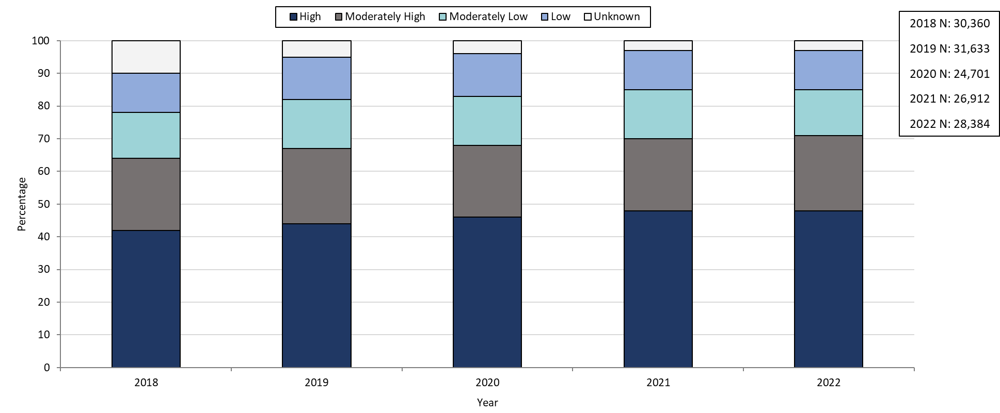 High Moderately High Moderately Low Low Unknown
2018 N: 30,360
2019 N: 31,633
2020 N: 24,701
2021 N: 26,912
2022 N: 28,384
Percentage
100
90
80
70
60
50
40
30
20
10
0
2018 2019 2020 2021 2022
Year